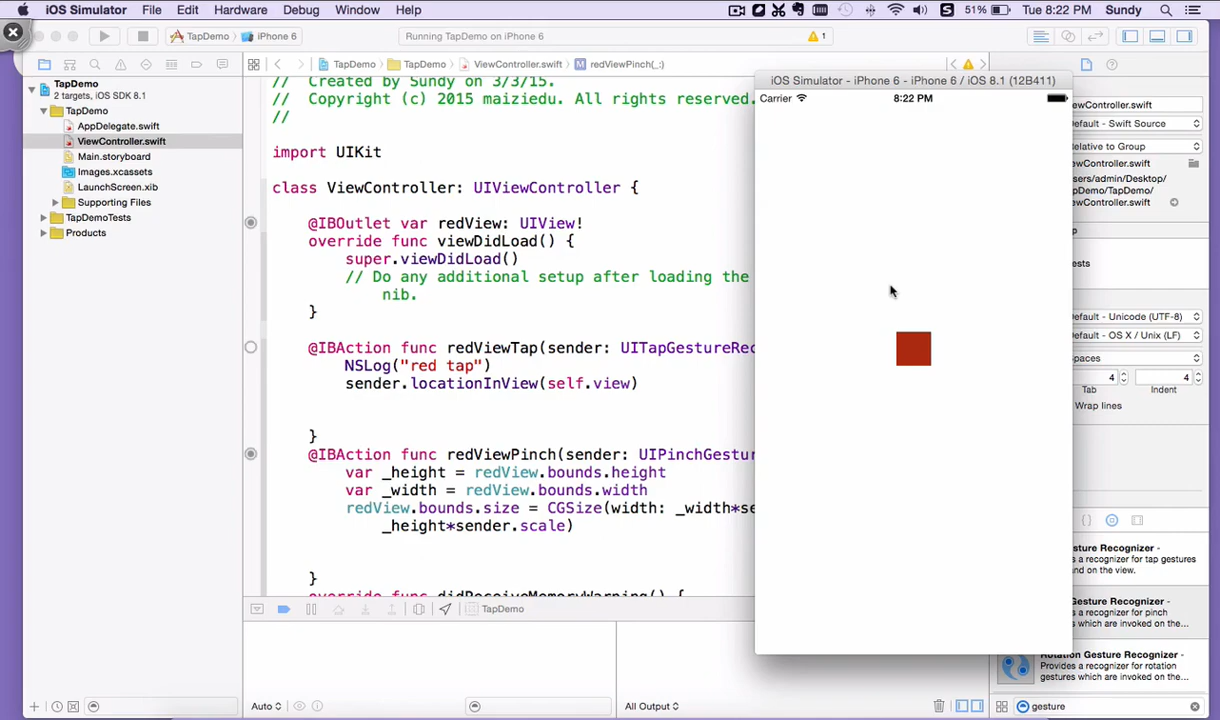 iOS Simulator File Edit Hardware Debug Window Help 51% Tue 8:22 PM Sundy
TapDemo iPhone 6 Running TapDemo on iPhone 6 1
TapDemo TapDemo ViewController.swift M redViewPinch(_:)
TapDemo
2 targets, iOS SDK 8.1
TapDemo
AppDelegate.swift
ViewController.swift
Main.storyboard
Images.xcassets
LaunchScreen.xib
Supporting Files
TapDemoTests
Products
// Created by Sundy on 3/3/15.
// Copyright (c) 2015 maiziedu. All rights reserved.
//
import UIKit
class ViewController: UIViewController {
@IBOutlet var redView: UIView!
override func viewDidLoad() {
super.viewDidLoad()
// Do any additional setup after loading the
nib.
}
@IBAction func redViewTap(sender: UITapGestureRec
NSLog("red tap")
sender.locationInView(self.view)
}
@IBAction func redViewPinch(sender: UIPinchGestur
var _height = redView.bounds.height
var _width = redView.bounds.width
redView.bounds.size = CGSize(width: _width*se
_height*sender.scale)
}
override func didReceiveMemoryWarning() {
TapDemo
Auto
All Output
iOS Simulator - iPhone 6 - iPhone 6 / iOS 8.1 (12B411)
Carrier 8:22 PM
ewController.swift
Default - Swift Source
Relative to Group
ewController.swift
sers/admin/Desktop/
pDemo/TapDemo/
ewController.swift
ests
Default - Unicode (UTF-8)
Default - OS X / Unix (LF)
Spaces
4 4
Tab Indent
Wrap lines
sture Recognizer -
s a recognizer for tap gestures
nd on the view.
Gesture Recognizer -
s a recognizer for pinch
s which are invoked on the...
Rotation Gesture Recognizer -
Provides a recognizer for rotation
gestures which are invoked on the...
gesture